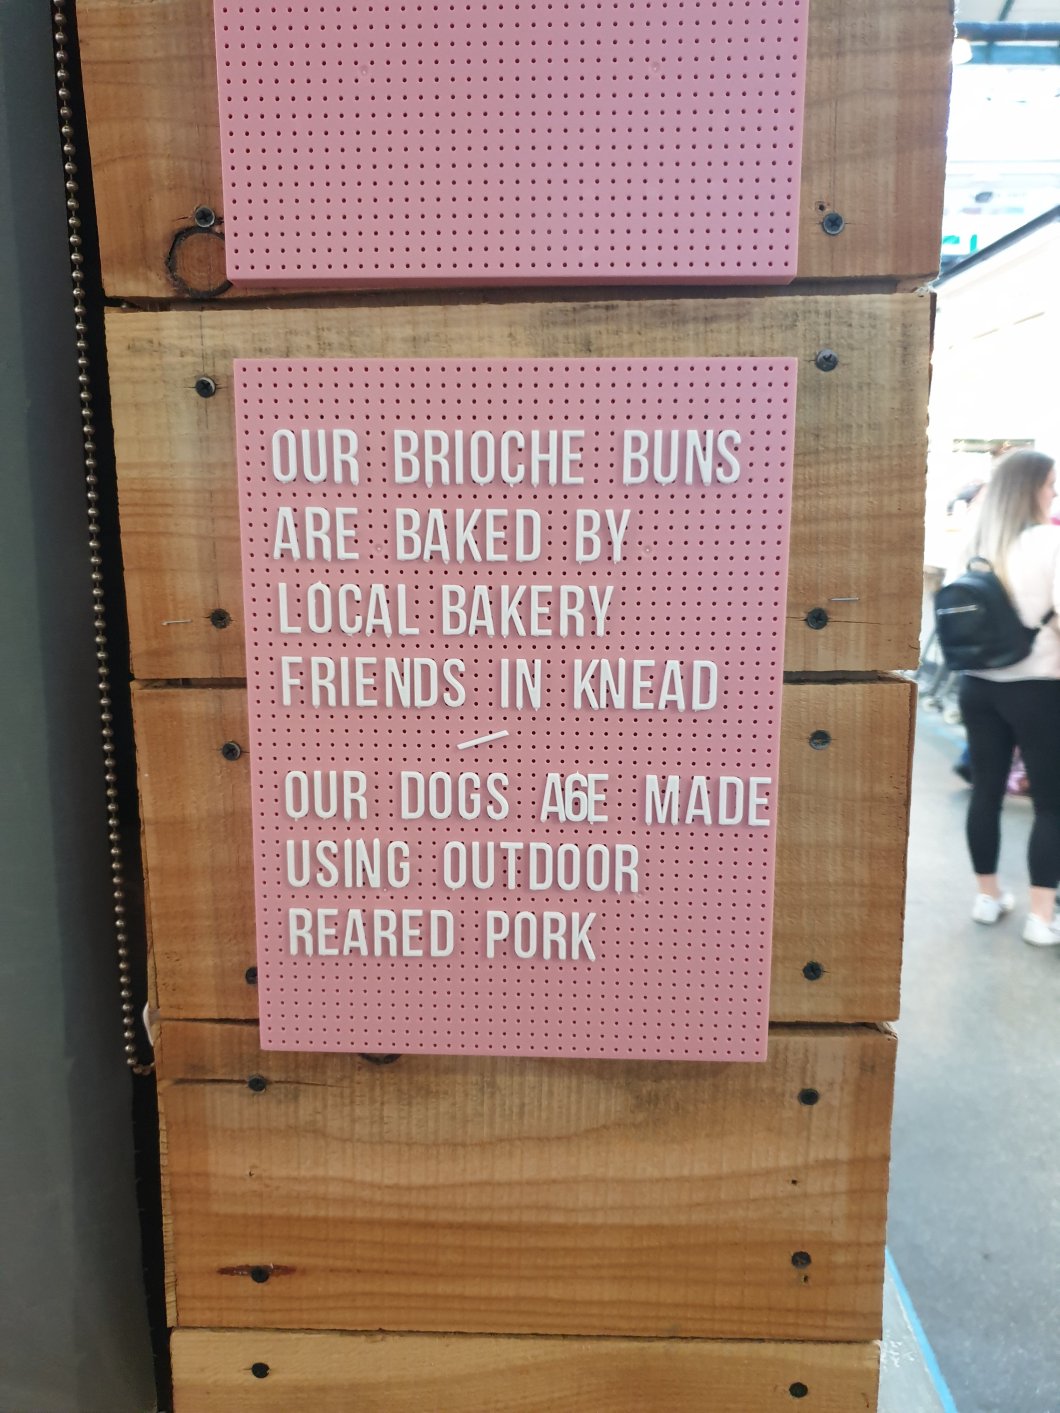 OUR BRIOCHE BUNS
ARE BAKED BY
LOCAL BAKERY
FRIENDS IN KNEAD
—
OUR DOGS A6E MADE
USING OUTDOOR
REARED PORK